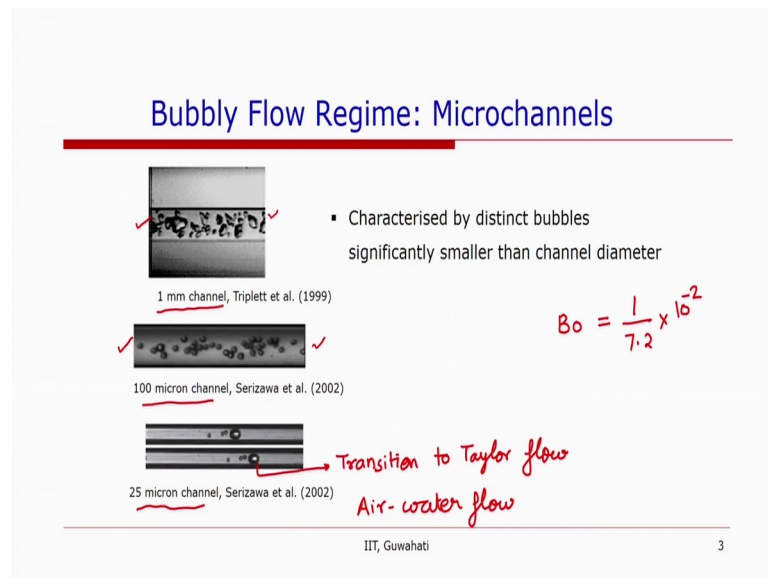 Bubbly Flow Regime: Microchannels
▪ Characterised by distinct bubbles
significantly smaller than channel diameter
1 mm channel, Triplett et al. (1999)
Bo = 1/7.2 × 10^-2
100 micron channel, Serizawa et al. (2002)
Transition to Taylor flow
25 micron channel, Serizawa et al. (2002)
Air-water flow
IIT, Guwahati
3